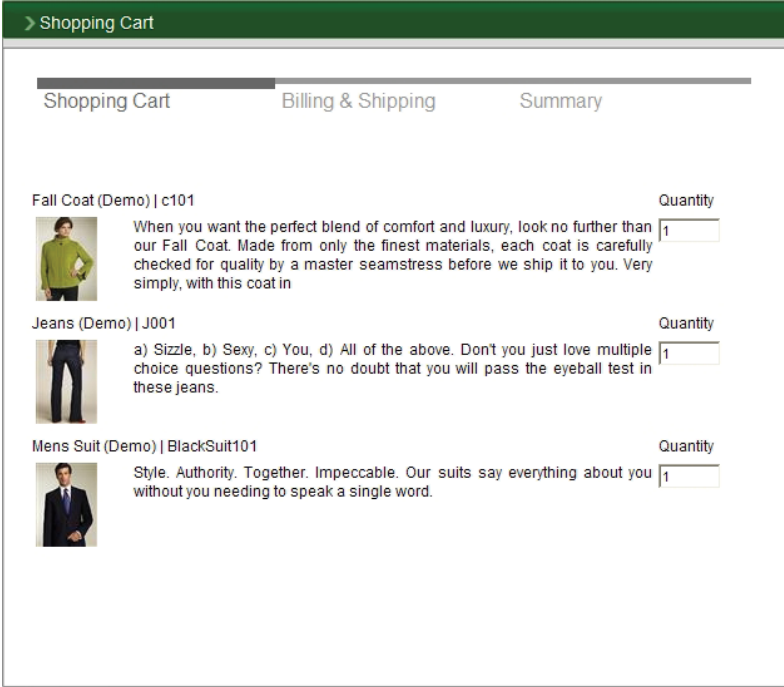 Shopping Cart
Shopping Cart
Billing & Shipping
Summary
Fall Coat (Demo) | c101
Quantity
When you want the perfect blend of comfort and luxury, look no further than
our Fall Coat. Made from only the finest materials, each coat is carefully
checked for quality by a master seamstress before we ship it to you. Very
simply, with this coat in
1
Jeans (Demo) | J001
Quantity
a) Sizzle, b) Sexy, c) You, d) All of the above. Don't you just love multiple
choice questions? There's no doubt that you will pass the eyeball test in
these jeans.
1
Mens Suit (Demo) | BlackSuit101
Quantity
Style. Authority. Together. Impeccable. Our suits say everything about you
without you needing to speak a single word.
1